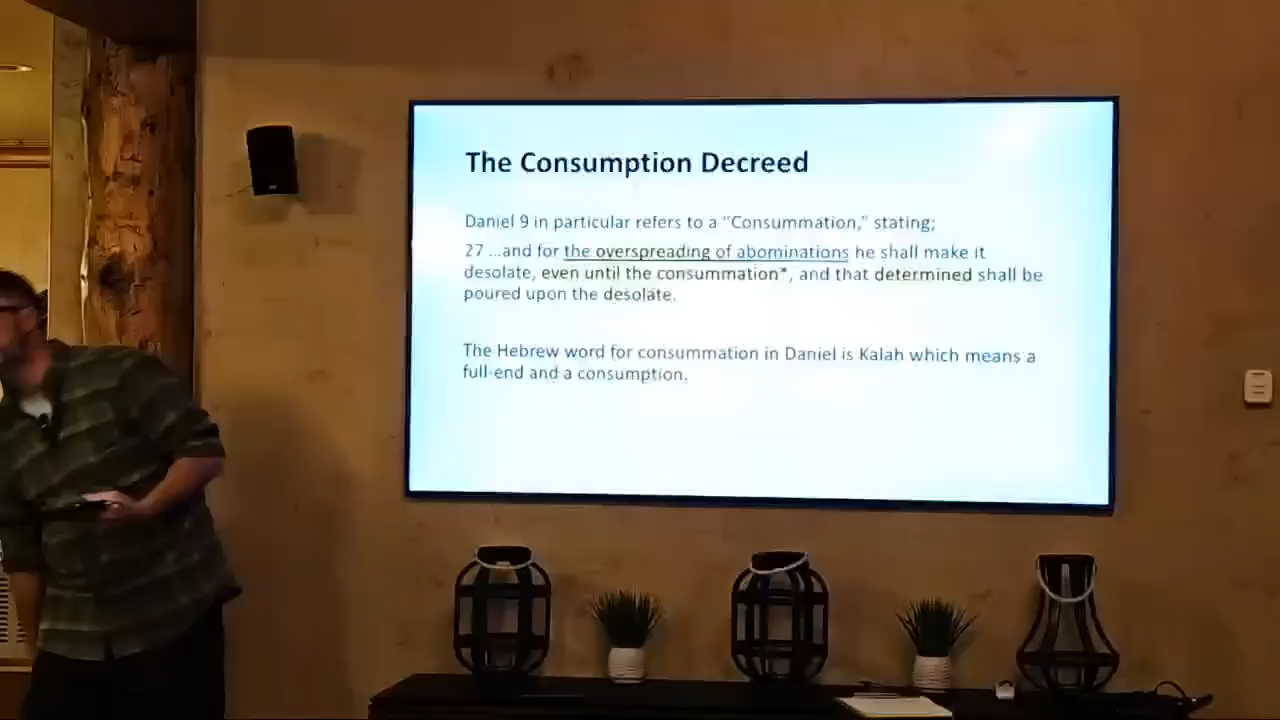 The Consumption Decreed
Daniel 9 in particular refers to a "Consummation," stating;
27 ...and for the overspreading of abominations he shall make it
desolate, even until the consummation*, and that determined shall be
poured upon the desolate.
The Hebrew word for consummation in Daniel is Kalah which means a
full-end and a consumption.